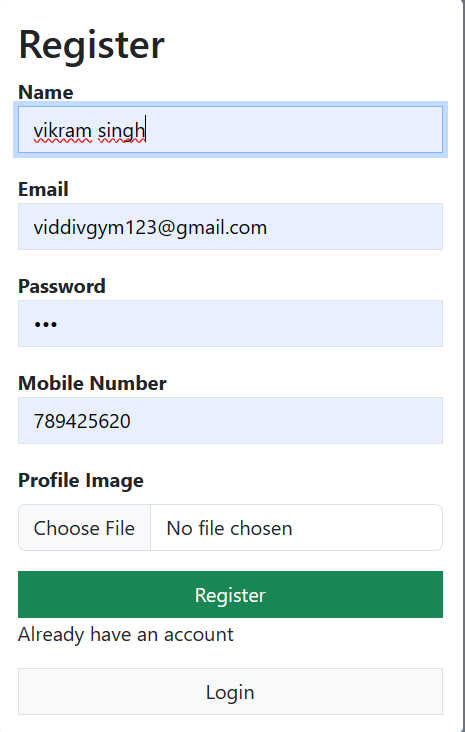 Register
Name
vikram singh
Email
viddivgym123@gmail.com
Password
•••
Mobile Number
789425620
Profile Image
Choose File No file chosen
Register
Already have an account
Login